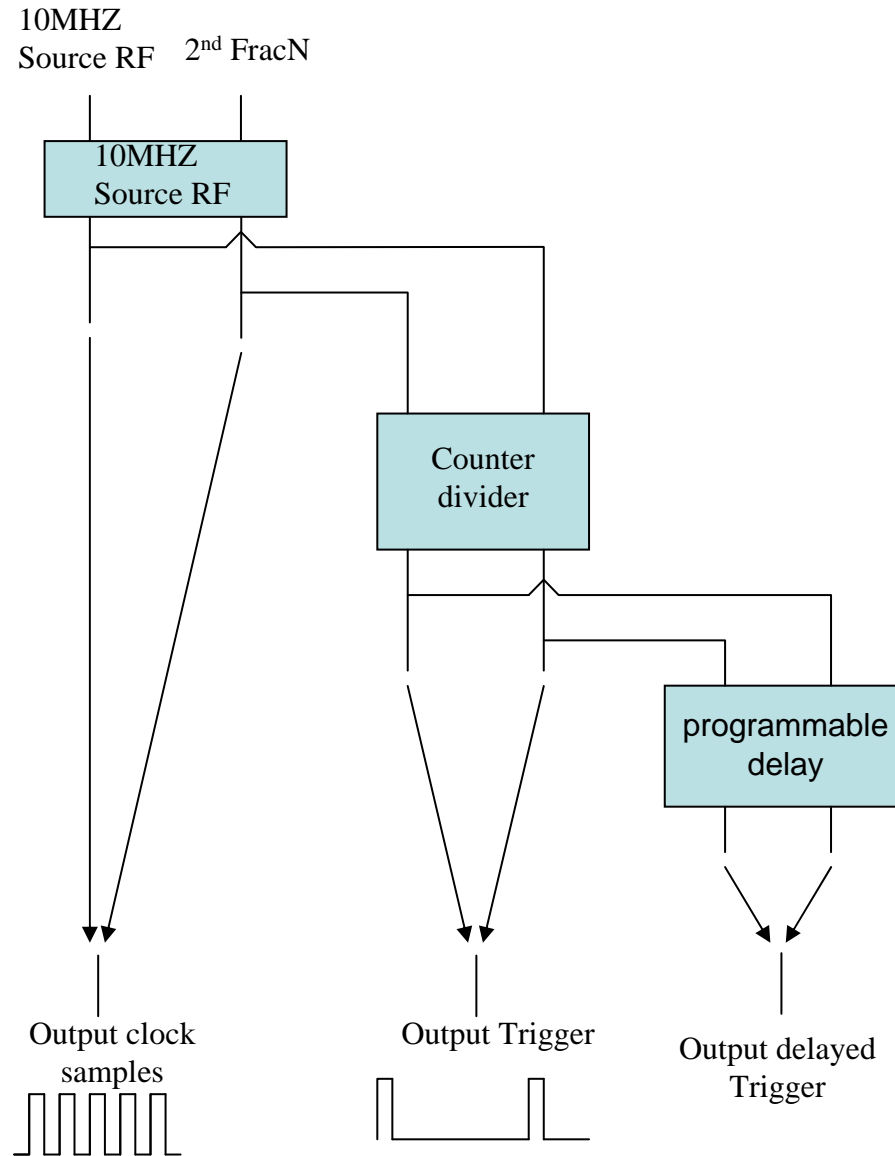 10MHZ
Source RF
2nd FracN
10MHZ
Source RF
Counter
divider
programmable
delay
Output clock
samples
Output Trigger
Output delayed
Trigger